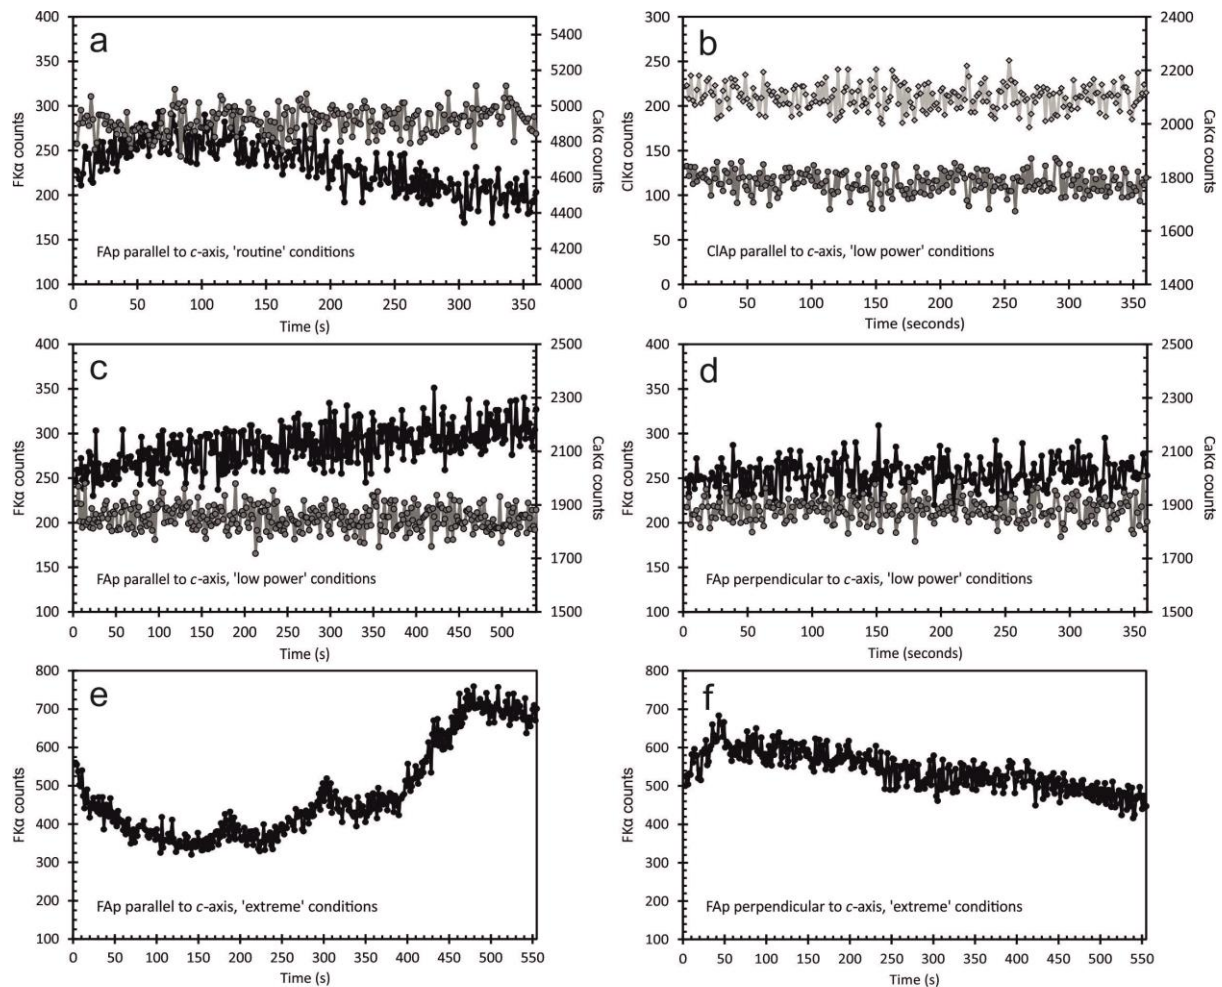 a
400
350
300
250
200
150
100
FKα counts
5400
5200
5000
4800
4600
4400
4200
4000
CaKα counts
FAp parallel to c-axis, 'routine' conditions
0 50 100 150 200 250 300 350
Time (s)
b
300
250
200
150
100
50
0
ClKα counts
2400
2200
2000
1800
1600
1400
CaKα counts
ClAp parallel to c-axis, 'low power' conditions
0 50 100 150 200 250 300 350
Time (seconds)
c
400
350
300
250
200
150
100
FKα counts
2500
2300
2100
1900
1700
1500
CaKα counts
FAp parallel to c-axis, 'low power' conditions
0 50 100 150 200 250 300 350 400 450 500
Time (s)
d
400
350
300
250
200
150
100
FKα counts
2500
2300
2100
1900
1700
1500
CaKα counts
FAp perpendicular to c-axis, 'low power' conditions
0 50 100 150 200 250 300 350
Time (seconds)
e
800
700
600
500
400
300
200
100
FKα counts
FAp parallel to c-axis, 'extreme' conditions
0 50 100 150 200 250 300 350 400 450 500 550
Time (s)
f
800
700
600
500
400
300
200
100
FKα counts
FAp perpendicular to c-axis, 'extreme' conditions
0 50 100 150 200 250 300 350 400 450 500 550
Time (s)